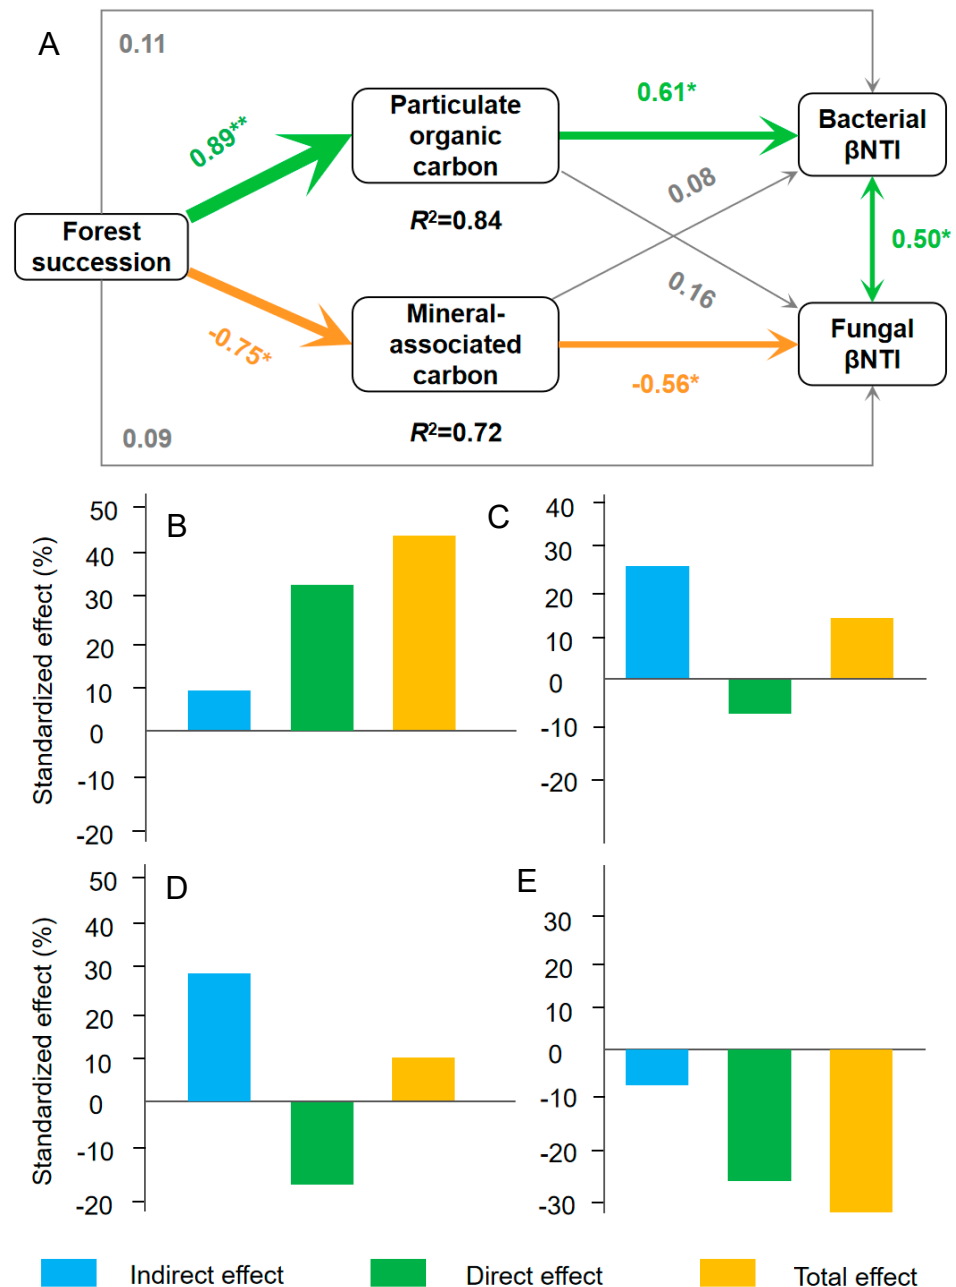 A
0.11
0.89**
Particulate
organic
carbon
0.61*
Bacterial
βNTI
R²=0.84
0.08
Forest
succession
0.50*
0.16
-0.75*
Mineral-
associated
carbon
-0.56*
Fungal
βNTI
R²=0.72
0.09
B
Standardized effect (%)
50
40
30
20
10
0
-10
-20
C
40
30
20
10
0
-10
-20
D
Standardized effect (%)
50
40
30
20
10
0
-10
-20
E
30
20
10
0
-10
-20
-30
Indirect effect
Direct effect
Total effect